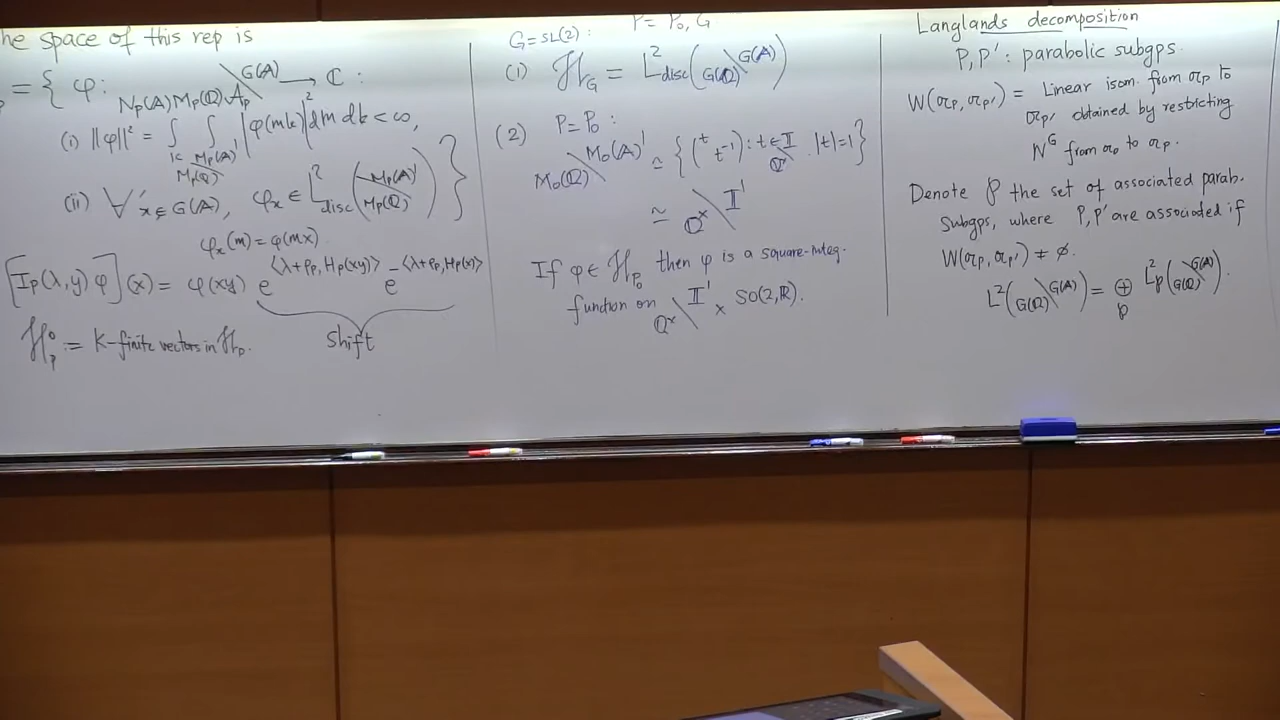 he space of this rep is
P = { φ: N_P(A)M_P(Q)A_P \ G(A) → ℂ :
(i) ||φ||² = ∫_K ∫_{M_P(Q)\M_P(A)¹} |φ(mk)|² dm dk < ∞,
(ii) ∀' x ∈ G(A), φ_x ∈ L²_disc(M_P(Q)\M_P(A)¹) }
φ_x(m) = φ(mx)
[I_P(λ,y)φ](x) = φ(xy) e^{<λ+ρ_P, H_P(xy)>} e^{-<λ+ρ_P, H_P(x)>}
Shift
ℋ_P^0 := K-finite vectors in ℋ_P.
G = SL(2): P = P_0, G
(1) ℋ_G = L²_disc(G(Q)\G(A))
(2) P = P_0 :
M_0(Q)\M_0(A)¹ ≃ { (t t^{-1}) : t ∈ Q^×\𝕀 . |t| = 1 }
≃ Q^×\𝕀¹
If φ ∈ ℋ_{P_0} then φ is a square-integ.
function on Q^×\𝕀¹ × SO(2,ℝ).
Langlands decomposition
P, P' : parabolic subgps.
W(𝔞_P, 𝔞_P') = Linear isom. from 𝔞_P to
𝔞_P' obtained by restricting
N^G from 𝔞_0 to 𝔞_P.
Denote 𝒫 the set of associated parab.
Subgps, where P, P' are associated if
W(𝔞_P, 𝔞_P') ≠ ∅.
L²(G(Q)\G(A)) = ⊕_𝒫 L²_𝒫(G(Q)\G(A)).